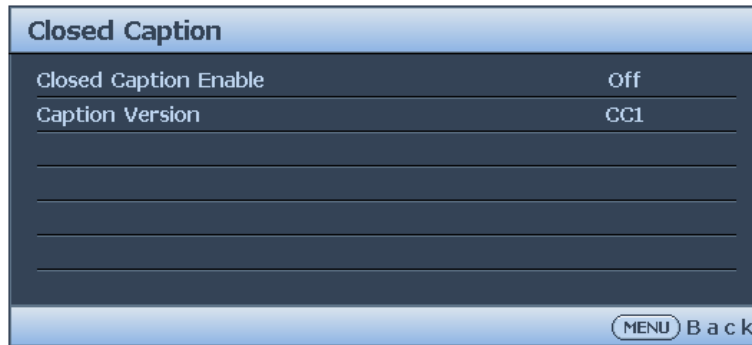 Closed Caption
Closed Caption Enable Off
Caption Version CC1
MENU Back